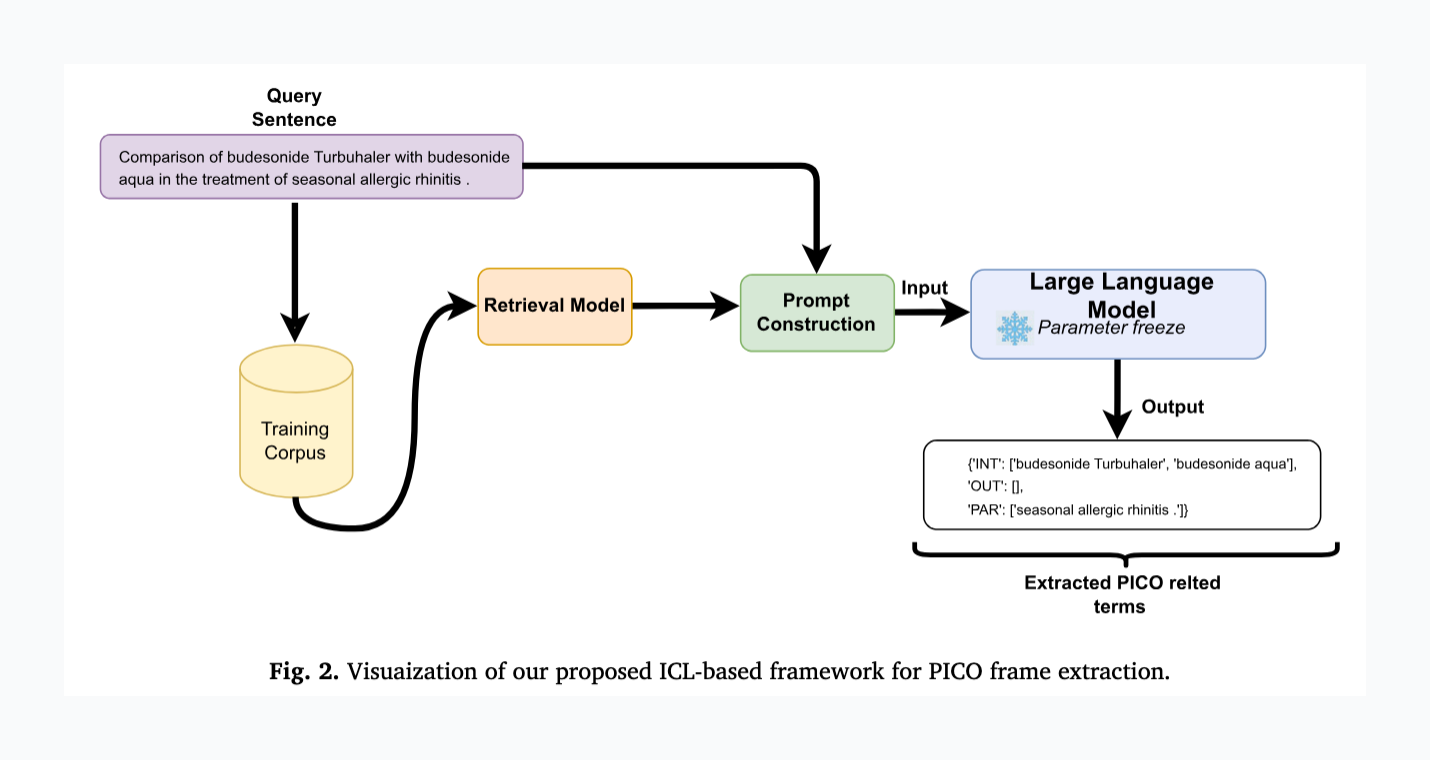 Query
Sentence
Comparison of budesonide Turbuhaler with budesonide
aqua in the treatment of seasonal allergic rhinitis .
Retrieval Model
Prompt
Construction
Input
Large Language
Model
Parameter freeze
Training
Corpus
Output
{'INT': ['budesonide Turbuhaler', 'budesonide aqua'],
'OUT': [],
'PAR': ['seasonal allergic rhinitis .']}
Extracted PICO relted
terms
Fig. 2. Visuaization of our proposed ICL-based framework for PICO frame extraction.